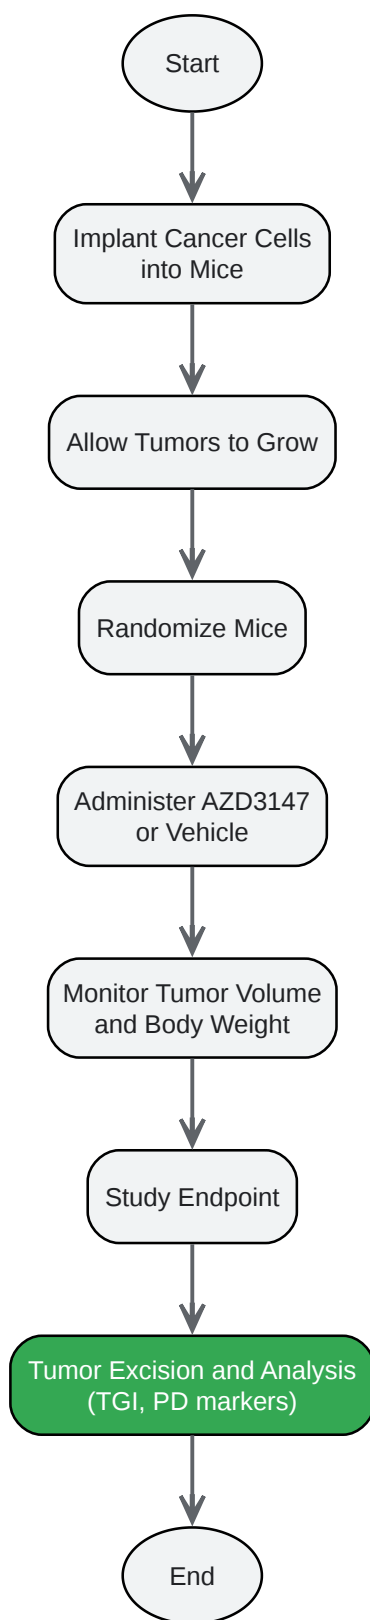 Start
Implant Cancer Cells
into Mice
Allow Tumors to Grow
Randomize Mice
Administer AZD3147
or Vehicle
Monitor Tumor Volume
and Body Weight
Study Endpoint
Tumor Excision and Analysis
(TGI, PD markers)
End